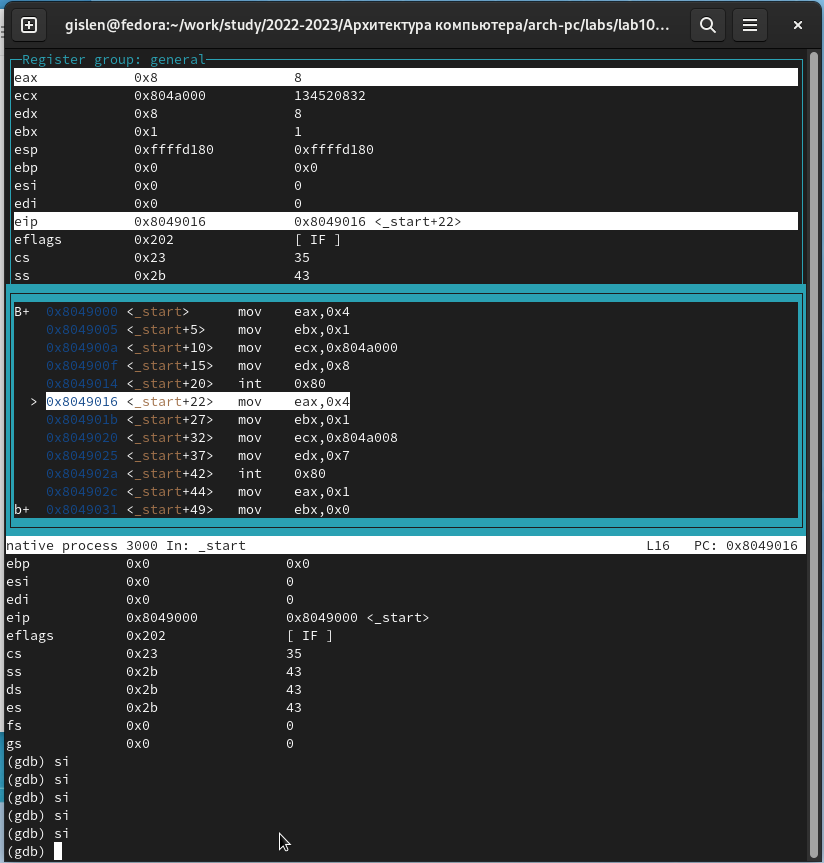 gislen@fedora:~/work/study/2022-2023/Архитектура компьютера/arch-pc/labs/lab10...
Register group: general
eax 0x8 8
ecx 0x804a000 134520832
edx 0x8 8
ebx 0x1 1
esp 0xffffd180 0xffffd180
ebp 0x0 0x0
esi 0x0 0
edi 0x0 0
eip 0x8049016 0x8049016 <_start+22>
eflags 0x202 [ IF ]
cs 0x23 35
ss 0x2b 43
B+ 0x8049000 <_start> mov eax,0x4
0x8049005 <_start+5> mov ebx,0x1
0x804900a <_start+10> mov ecx,0x804a000
0x804900f <_start+15> mov edx,0x8
0x8049014 <_start+20> int 0x80
> 0x8049016 <_start+22> mov eax,0x4
0x804901b <_start+27> mov ebx,0x1
0x8049020 <_start+32> mov ecx,0x804a008
0x8049025 <_start+37> mov edx,0x7
0x804902a <_start+42> int 0x80
0x804902c <_start+44> mov eax,0x1
b+ 0x8049031 <_start+49> mov ebx,0x0
native process 3000 In: _start L16 PC: 0x8049016
ebp 0x0 0x0
esi 0x0 0
edi 0x0 0
eip 0x8049000 0x8049000 <_start>
eflags 0x202 [ IF ]
cs 0x23 35
ss 0x2b 43
ds 0x2b 43
es 0x2b 43
fs 0x0 0
gs 0x0 0
(gdb) si
(gdb) si
(gdb) si
(gdb) si
(gdb) si
(gdb)